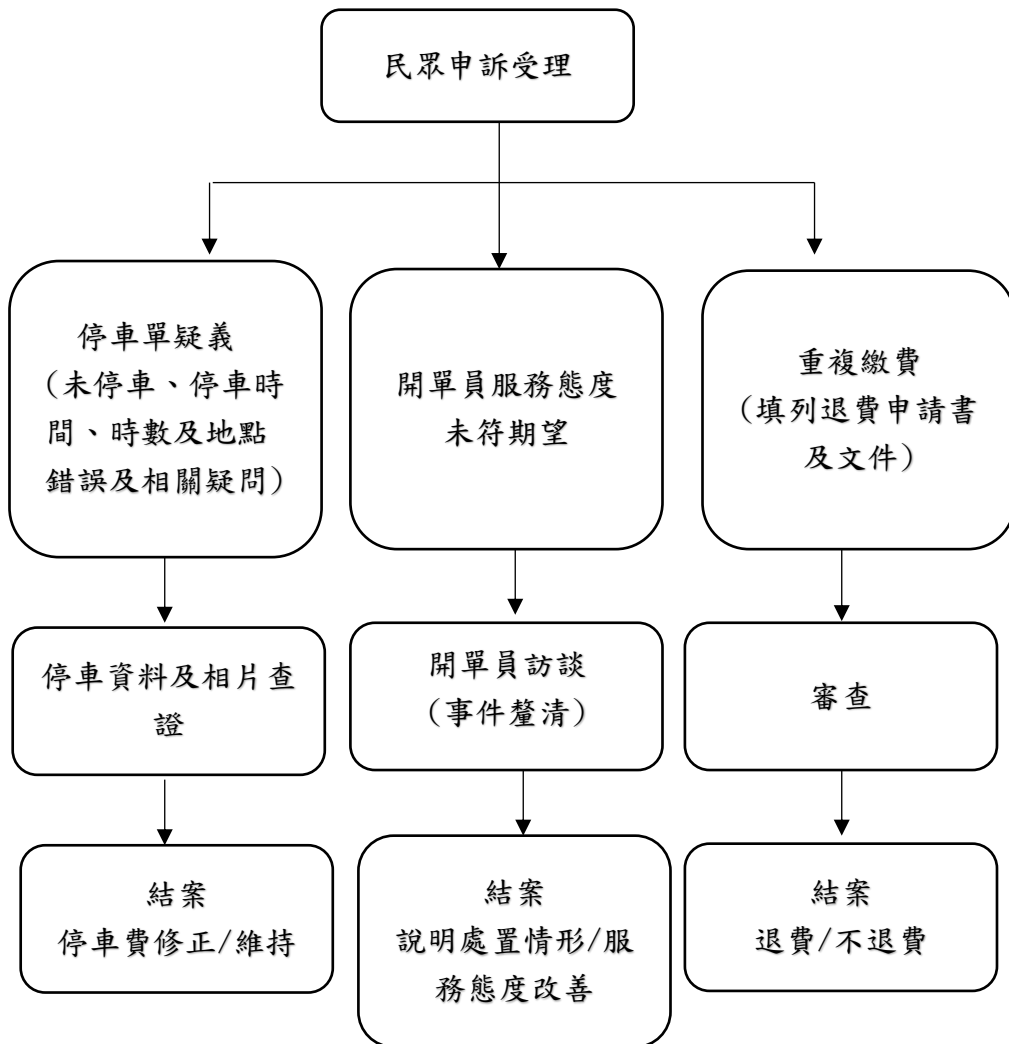 民眾申訴受理
停車單疑義
(未停車、停車時
間、時數及地點
錯誤及相關疑問)
開單員服務態度
未符期望
重複繳費
(填列退費申請書
及文件)
停車資料及相片查
證
開單員訪談
(事件釐清)
審查
結案
停車費修正/維持
結案
說明處置情形/服
務態度改善
結案
退費/不退費